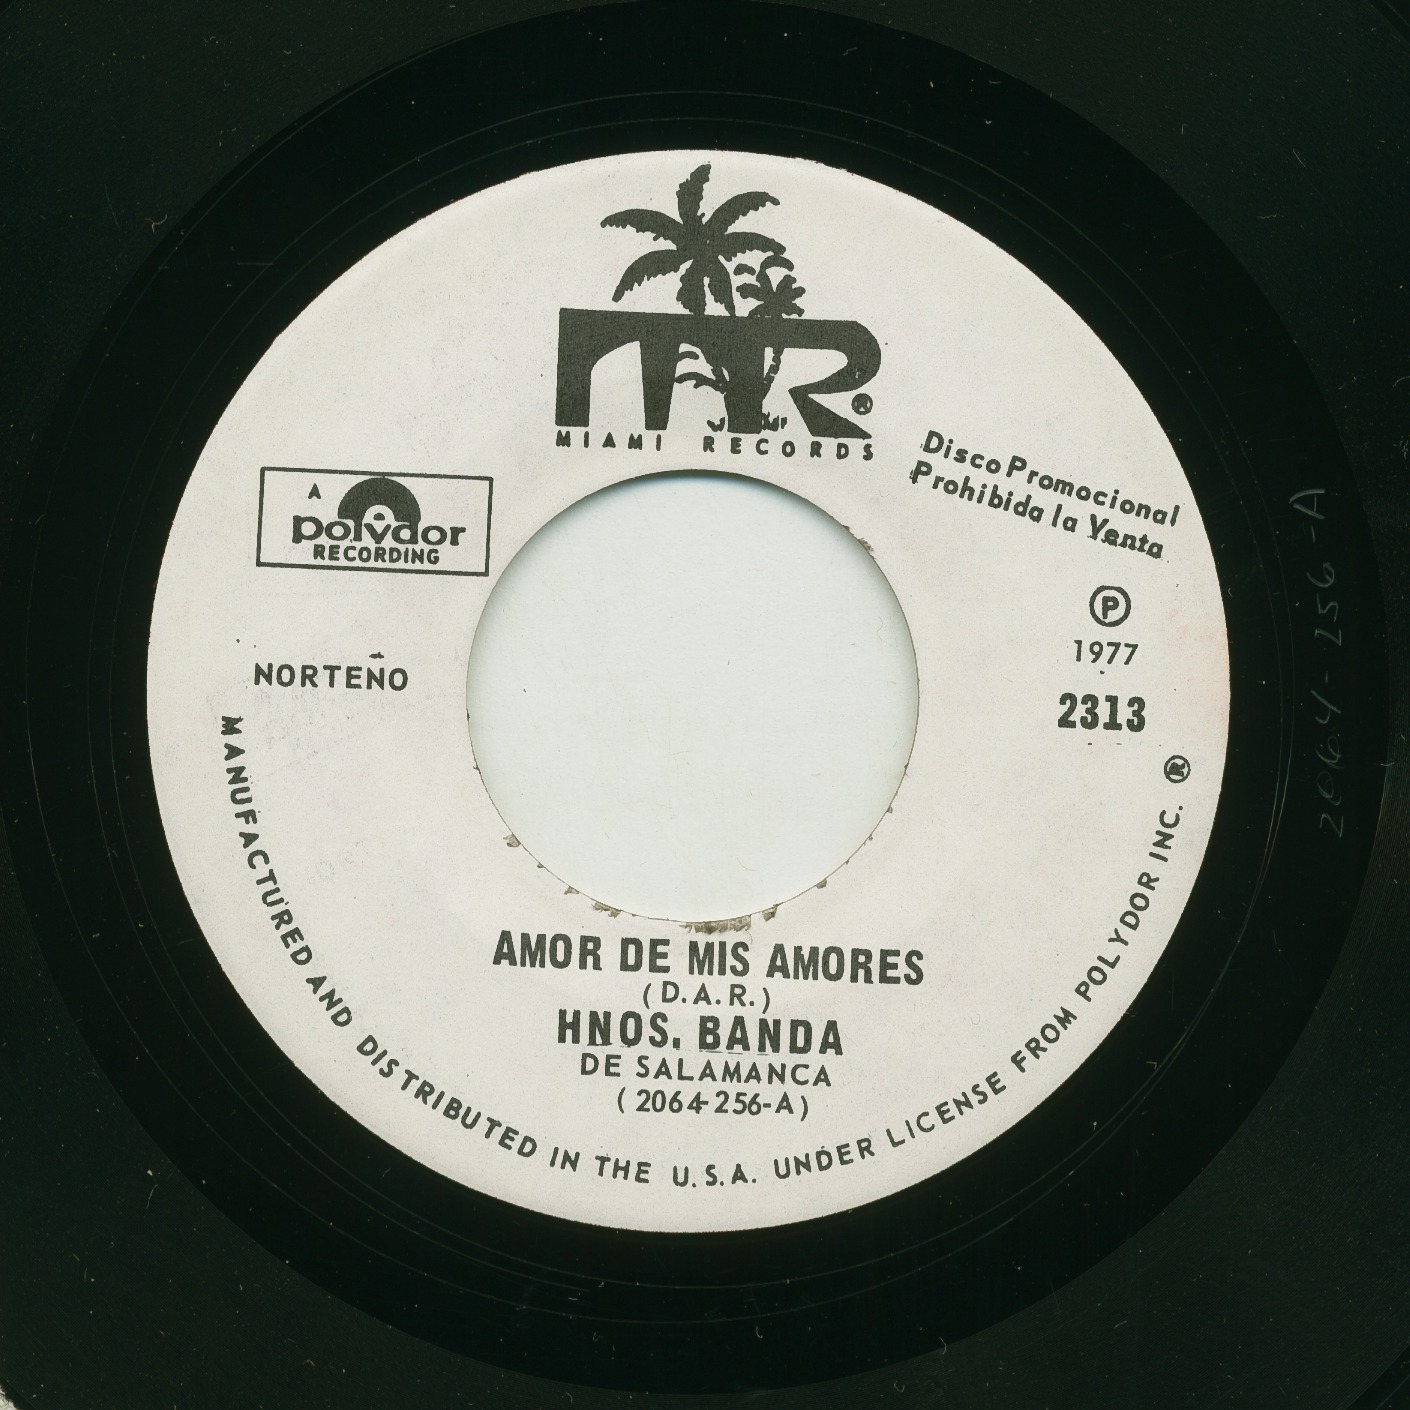 MR ®
MIAMI RECORDS
Disco Promocional
Prohibida la Venta
A
polydor
RECORDING
℗
1977
2313
NORTEÑO
AMOR DE MIS AMORES
(D.A.R.)
HNOS. BANDA
DE SALAMANCA
(2064-256-A)
MANUFACTURED AND DISTRIBUTED IN THE U.S.A. UNDER LICENSE FROM POLYDOR INC. ®
2064-256-A